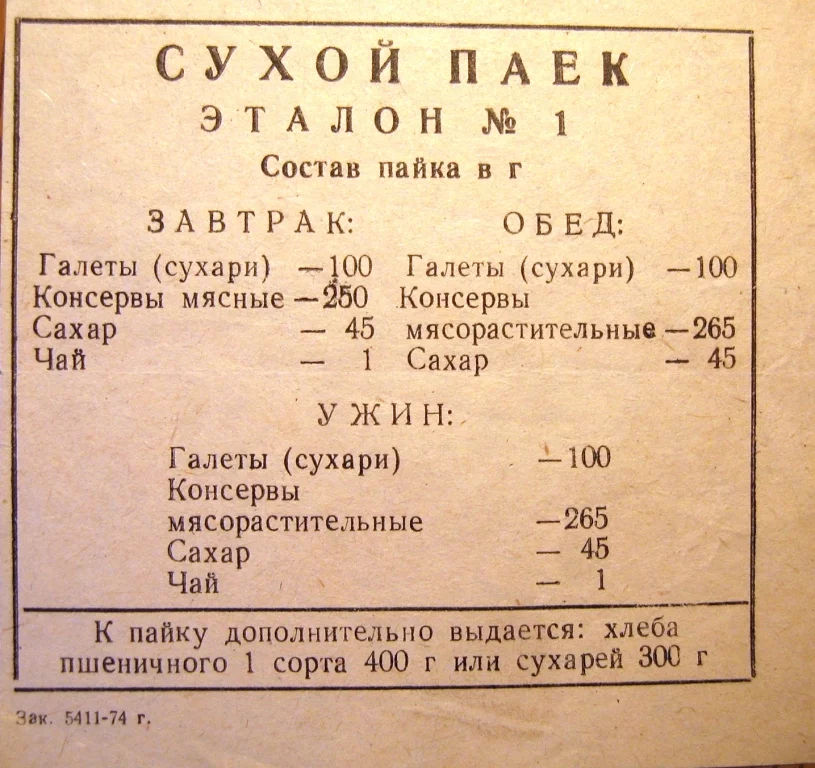 СУХОЙ ПАЕК
ЭТАЛОН № 1
Состав пайка в г
ЗАВТРАК:
Галеты (сухари) — 100
Консервы мясные — 250
Сахар — 45
Чай — 1
ОБЕД:
Галеты (сухари) — 100
Консервы
мясорастительные — 265
Сахар — 45
УЖИН:
Галеты (сухари) — 100
Консервы
мясорастительные — 265
Сахар — 45
Чай — 1
К пайку дополнительно выдается: хлеба
пшеничного 1 сорта 400 г или сухарей 300 г
Зак. 5411-74 г.